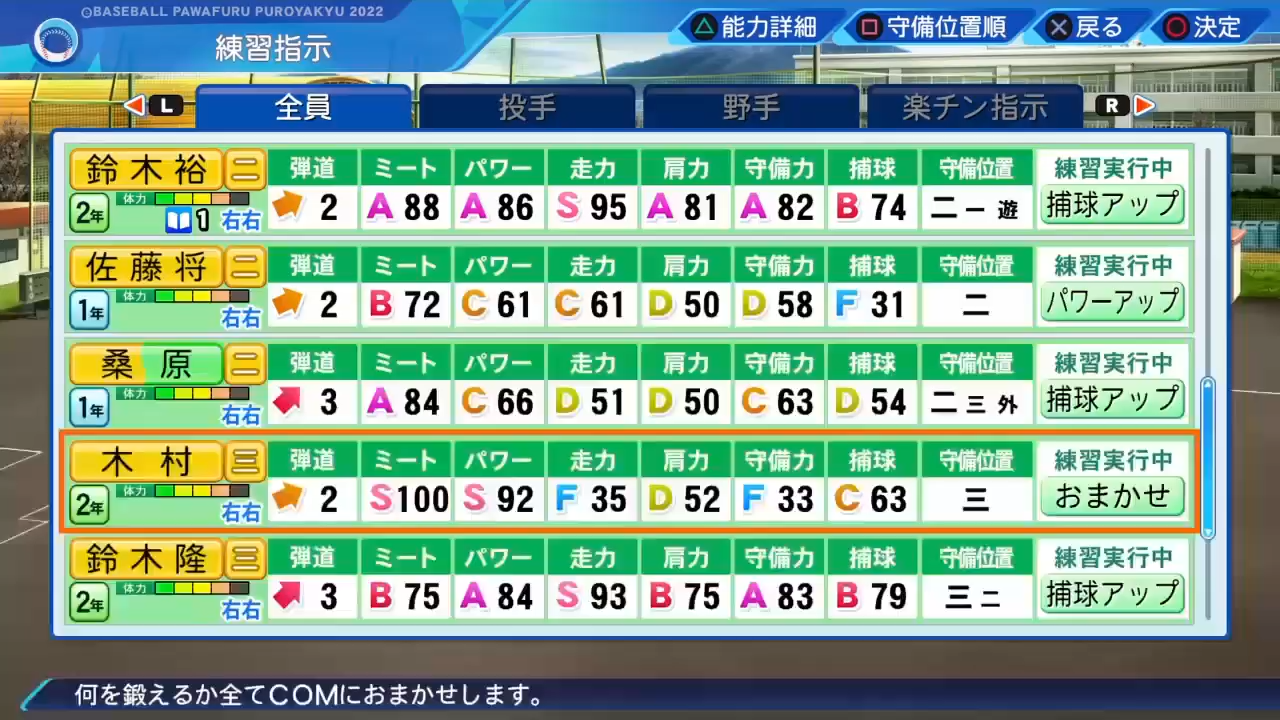 ©BASEBALL PAWAFURU PUROYAKYU 2022
練習指示
能力詳細 守備位置順 戻る 決定
L 全員 投手 野手 楽チン指示 R
鈴木裕 二 弾道 ミート パワー 走力 肩力 守備力 捕球 守備位置 練習実行中
2年 体力 1 右右 2 A 88 A 86 S 95 A 81 A 82 B 74 二 一 遊 捕球アップ
佐藤将 二 弾道 ミート パワー 走力 肩力 守備力 捕球 守備位置 練習実行中
1年 体力 右右 2 B 72 C 61 C 61 D 50 D 58 F 31 二 パワーアップ
桑原 二 弾道 ミート パワー 走力 肩力 守備力 捕球 守備位置 練習実行中
1年 体力 右右 3 A 84 C 66 D 51 D 50 C 63 D 54 二 三 外 捕球アップ
木村 三 弾道 ミート パワー 走力 肩力 守備力 捕球 守備位置 練習実行中
2年 体力 右右 2 S 100 S 92 F 35 D 52 F 33 C 63 三 おまかせ
鈴木隆 三 弾道 ミート パワー 走力 肩力 守備力 捕球 守備位置 練習実行中
2年 体力 右右 3 B 75 A 84 S 93 B 75 A 83 B 79 三 二 捕球アップ
何を鍛えるか全てCOMにおまかせします。